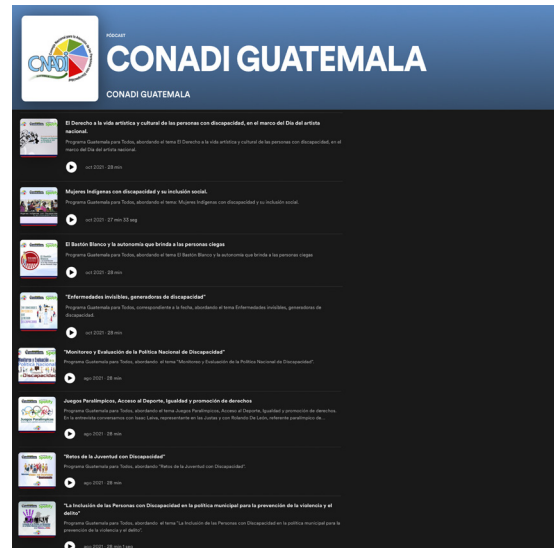 PÓDCAST
CONADI GUATEMALA
CONADI GUATEMALA
El Derecho a la vida artística y cultural de las personas con discapacidad, en el marco del Día del artista
nacional.
Programa Guatemala para Todos, abordando el tema El Derecho a la vida artística y cultural de las personas con discapacidad, en el
marco del Día del artista nacional.
oct 2021 · 28 min
Mujeres Indígenas con discapacidad y su inclusión social.
Programa Guatemala para Todos, abordando el tema: Mujeres Indígenas con discapacidad y su inclusión social.
oct 2021 · 27 min 53 seg
El Bastón Blanco y la autonomía que brinda a las personas ciegas
Programa Guatemala para Todos, abordando el tema El Bastón Blanco y la autonomía que brinda a las personas ciegas
oct 2021 · 28 min
"Enfermedades invisibles, generadoras de discapacidad"
Programa Guatemala para Todos, correspondiente a la fecha, abordando el tema Enfermedades invisibles, generadoras de
discapacidad.
oct 2021 · 28 min
"Monitoreo y Evaluación de la Política Nacional de Discapacidad"
Programa Guatemala para Todos, abordando el tema "Monitoreo y Evaluación de la Política Nacional de Discapacidad".
ago 2021 · 28 min
Juegos Paralímpicos, Acceso al Deporte, Igualdad y promoción de derechos
Programa Guatemala para Todos, abordando el tema Juegos Paralímpicos, Acceso al Deporte, Igualdad y promoción de derechos.
En la entrevista conversamos con Isaac Leiva, representante en las Justas y con Rolando De León, referente paralímpico de...
ago 2021 · 28 min
"Retos de la Juventud con Discapacidad"
Programa Guatemala para Todos, abordando "Retos de la Juventud con Discapacidad".
ago 2021 · 28 min
"La Inclusión de las Personas con Discapacidad en la política municipal para la prevención de la violencia y el
delito"
Programa Guatemala para Todos, abordando el tema "La Inclusión de las Personas con Discapacidad en la política municipal para la
prevención de la violencia y el delito".
ago 2021 · 28 min 1 seg